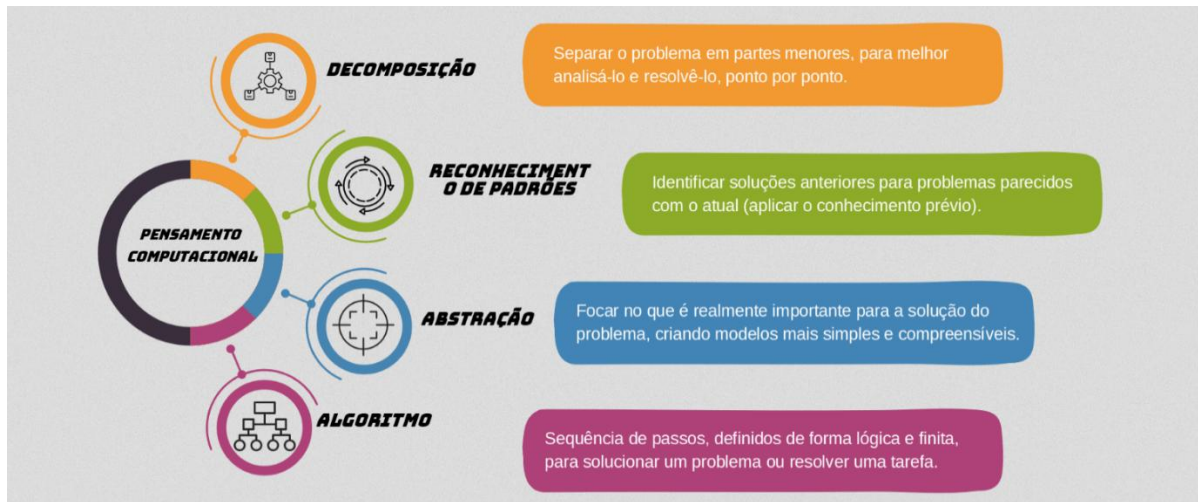 DECOMPOSIÇÃO
Separar o problema em partes menores, para melhor
analisá-lo e resolvê-lo, ponto por ponto.
RECONHECIMENT
O DE PADRÕES
Identificar soluções anteriores para problemas parecidos
com o atual (aplicar o conhecimento prévio).
PENSAMENTO
COMPUTACIONAL
ABSTRAÇÃO
Focar no que é realmente importante para a solução do
problema, criando modelos mais simples e compreensíveis.
ALGORITMO
Sequência de passos, definidos de forma lógica e finita,
para solucionar um problema ou resolver uma tarefa.